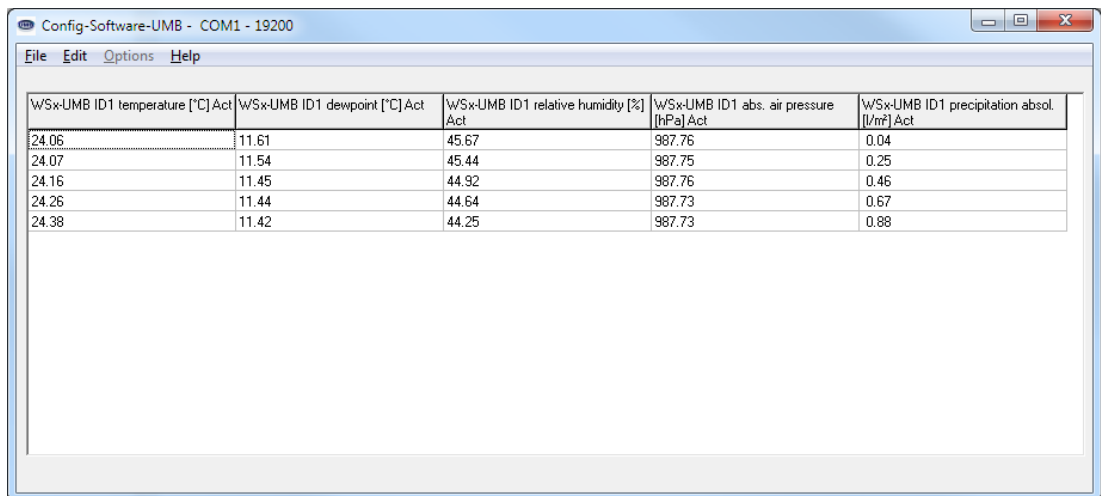 Config-Software-UMB - COM1 - 19200
File Edit Options Help
WSx-UMB ID1 temperature [°C] Act WSx-UMB ID1 dewpoint [°C] Act WSx-UMB ID1 relative humidity [%] Act WSx-UMB ID1 abs. air pressure [hPa] Act WSx-UMB ID1 precipitation absol. [l/m²] Act
24.06 11.61 45.67 987.76 0.04
24.07 11.54 45.44 987.75 0.25
24.16 11.45 44.92 987.76 0.46
24.26 11.44 44.64 987.73 0.67
24.38 11.42 44.25 987.73 0.88